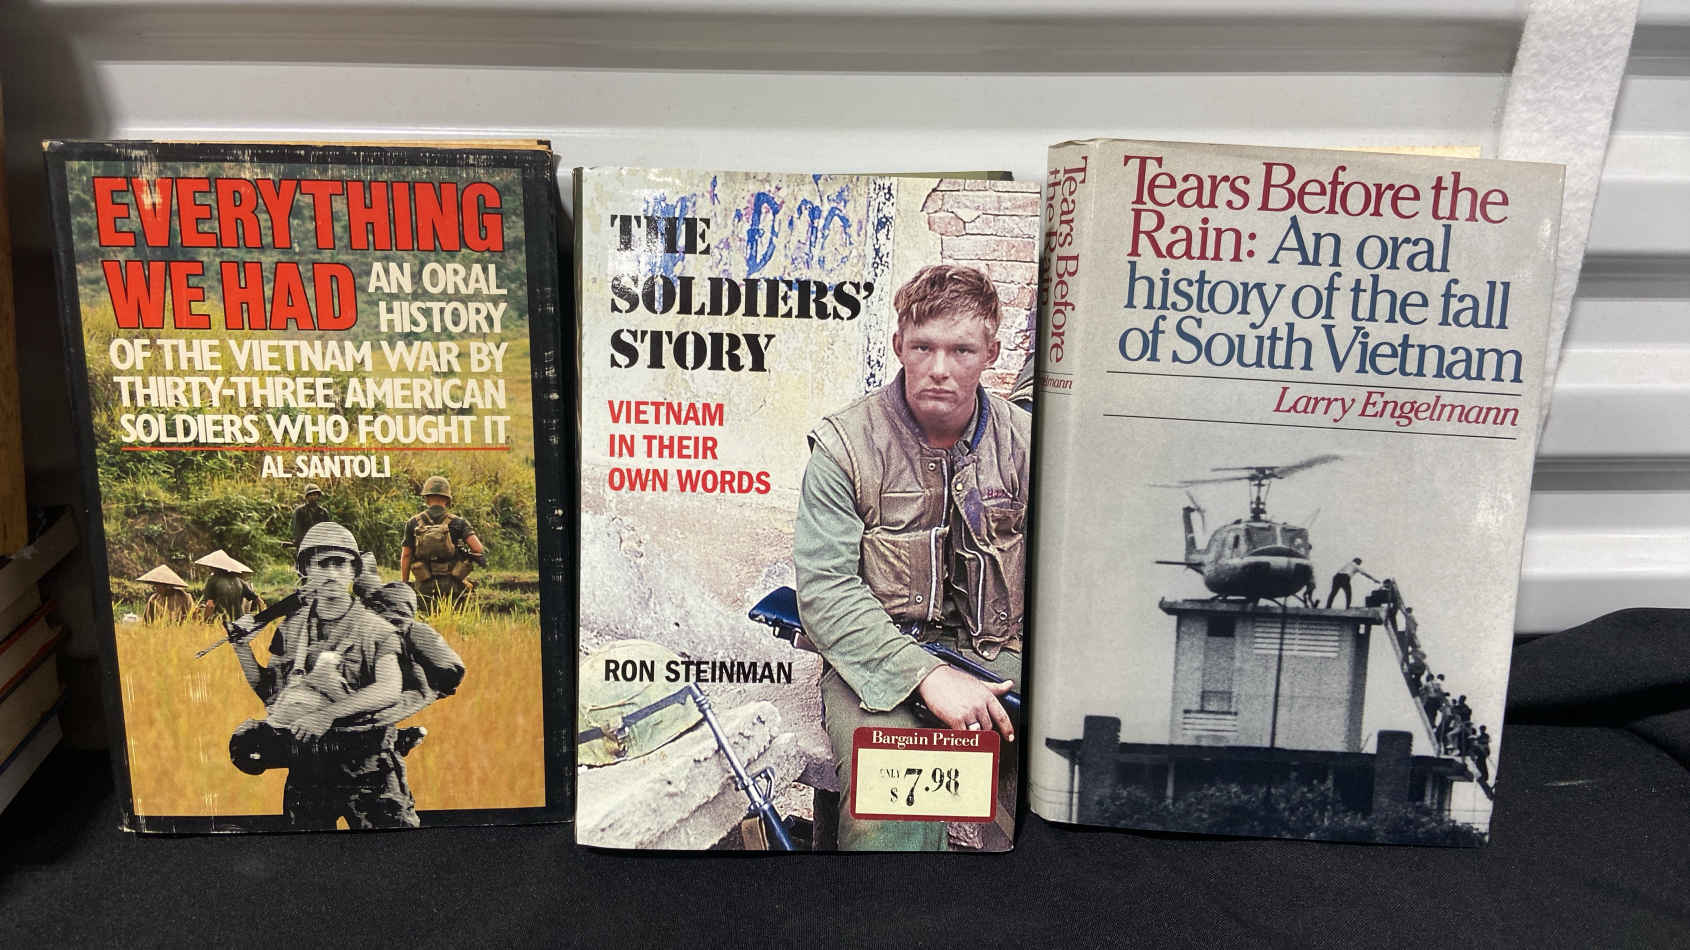 EVERYTHING
WE HAD
AN ORAL
HISTORY
OF THE VIETNAM WAR BY
THIRTY-THREE AMERICAN
SOLDIERS WHO FOUGHT IT
AL SANTOLI
THE
SOLDIERS'
STORY
VIETNAM
IN THEIR
OWN WORDS
RON STEINMAN
Bargain Priced
ONLY
$7.98
Tears Before
the Rain
Engelmann
Tears Before the
Rain: An oral
history of the fall
of South Vietnam
Larry Engelmann